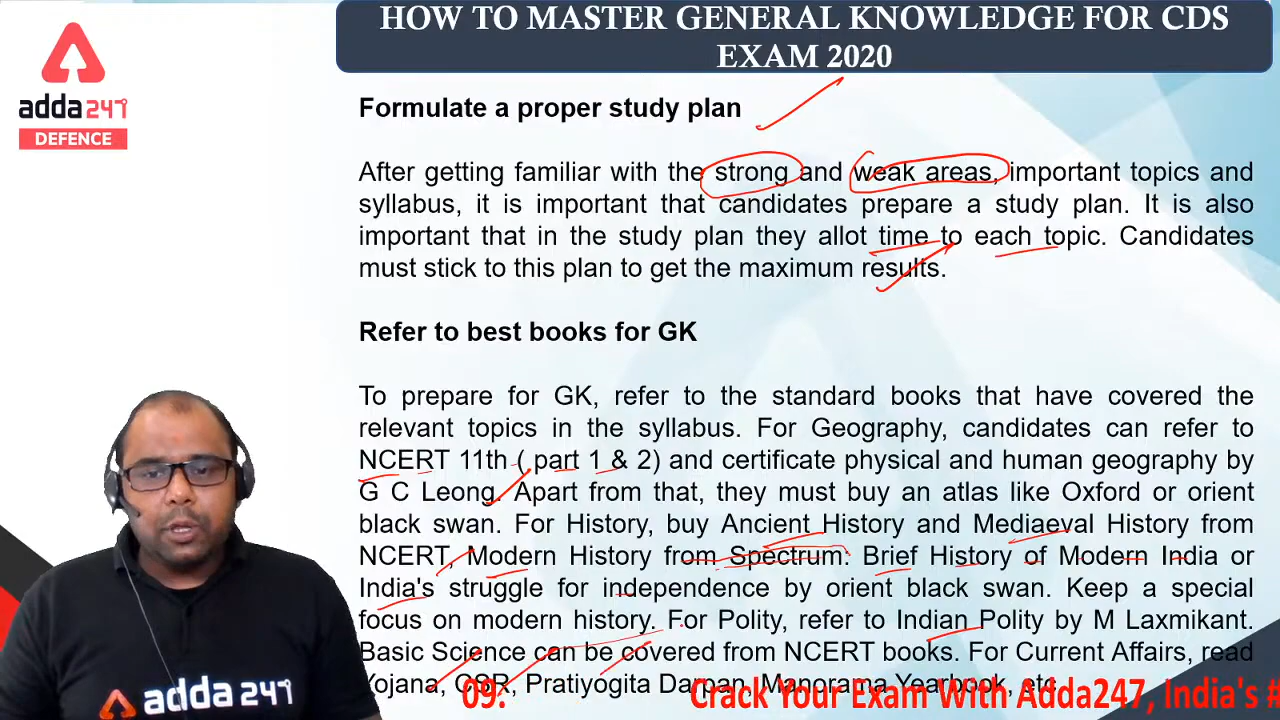 HOW TO MASTER GENERAL KNOWLEDGE FOR CDS
EXAM 2020
adda247
DEFENCE
Formulate a proper study plan
After getting familiar with the strong and weak areas, important topics and
syllabus, it is important that candidates prepare a study plan. It is also
important that in the study plan they allot time to each topic. Candidates
must stick to this plan to get the maximum results.
Refer to best books for GK
To prepare for GK, refer to the standard books that have covered the
relevant topics in the syllabus. For Geography, candidates can refer to
NCERT 11th ( part 1 & 2) and certificate physical and human geography by
G C Leong. Apart from that, they must buy an atlas like Oxford or orient
black swan. For History, buy Ancient History and Mediaeval History from
NCERT, Modern History from Spectrum: Brief History of Modern India or
India's struggle for independence by orient black swan. Keep a special
focus on modern history. For Polity, refer to Indian Polity by M Laxmikant.
Basic Science can be covered from NCERT books. For Current Affairs, read
Yojana, CSR, Pratiyogita Darpan, Manorama Yearbook, etc.
adda247
09: Crack Your Exam With Adda247, India's #